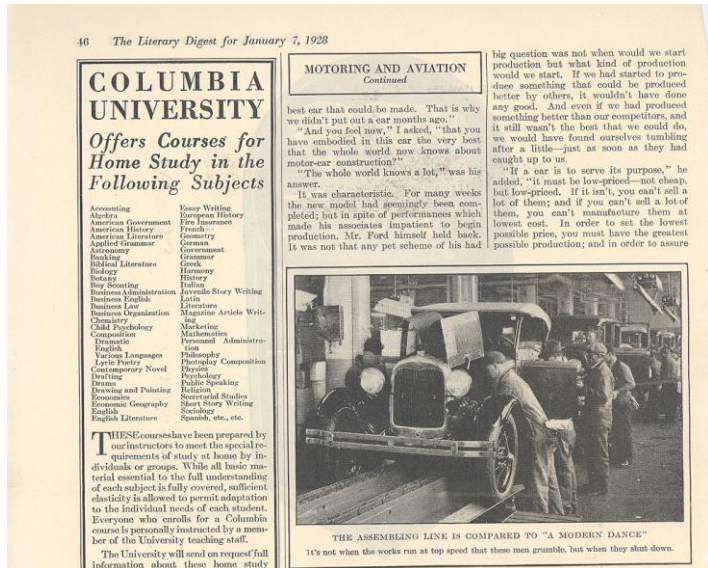 46 The Literary Digest for January 7, 1928
COLUMBIA
UNIVERSITY
Offers Courses for
Home Study in the
Following Subjects
Accounting
Algebra
American Government
American History
American Literature
Applied Grammar
Astronomy
Banking
Biblical Literature
Biology
Botany
Boy Scouting
Business Administration
Business English
Business Law
Business Organization
Chemistry
Child Psychology
Composition
Dramatic
English
Various Languages
Lyric Poetry
Contemporary Novel
Drafting
Drama
Drawing and Painting
Economics
Economic Geography
English
English Literature
Essay Writing
European History
Fire Insurance
French
Geometry
German
Government
Grammar
Greek
Harmony
History
Italian
Juvenile Story Writing
Latin
Literature
Magazine Article Writ-
ing
Marketing
Mathematics
Personnel Administra-
tion
Philosophy
Photoplay Composition
Physics
Psychology
Public Speaking
Religion
Secretarial Studies
Short Story Writing
Sociology
Spanish, etc., etc.
THESE courses have been prepared by
our instructors to meet the special re-
quirements of study at home by in-
dividuals or groups. While all basic ma-
terial essential to the full understanding
of each subject is fully covered, sufficient
elasticity is allowed to permit adaptation
to the individual needs of each student.
Everyone who enrolls for a Columbia
course is personally instructed by a mem-
ber of the University teaching staff.
The University will send on request full
information about these home study
MOTORING AND AVIATION
Continued
best car that could be made. That is why
we didn't put out a car months ago."
"And you feel now," I asked, "that you
have embodied in this car the very best
that the whole world now knows about
motor-car construction?"
"The whole world knows a lot," was his
answer.
It was characteristic. For many weeks
the new model had seemingly been com-
pleted; but in spite of performances which
made his associates impatient to begin
production, Mr. Ford himself held back.
It was not that any pet scheme of his had
big question was not when would we start
production but what kind of production
would we start. If we had started to pro-
duce something that could be produced
better by others, it wouldn't have done
any good. And even if we had produced
something better than our competitors, and
it still wasn't the best that we could do,
we would have found ourselves tumbling
after a little—just as soon as they had
caught up to us.
"If a car is to serve its purpose," he
added, "it must be low-priced—not cheap,
but low-priced. If it isn't, you can't sell a
lot of them; and if you can't sell a lot of
them, you can't manufacture them at
lowest cost. In order to set the lowest
possible price, you must have the greatest
possible production; and in order to assure
THE ASSEMBLING LINE IS COMPARED TO "A MODERN DANCE"
It's not when the works run at top speed that these men grumble, but when they shut down.